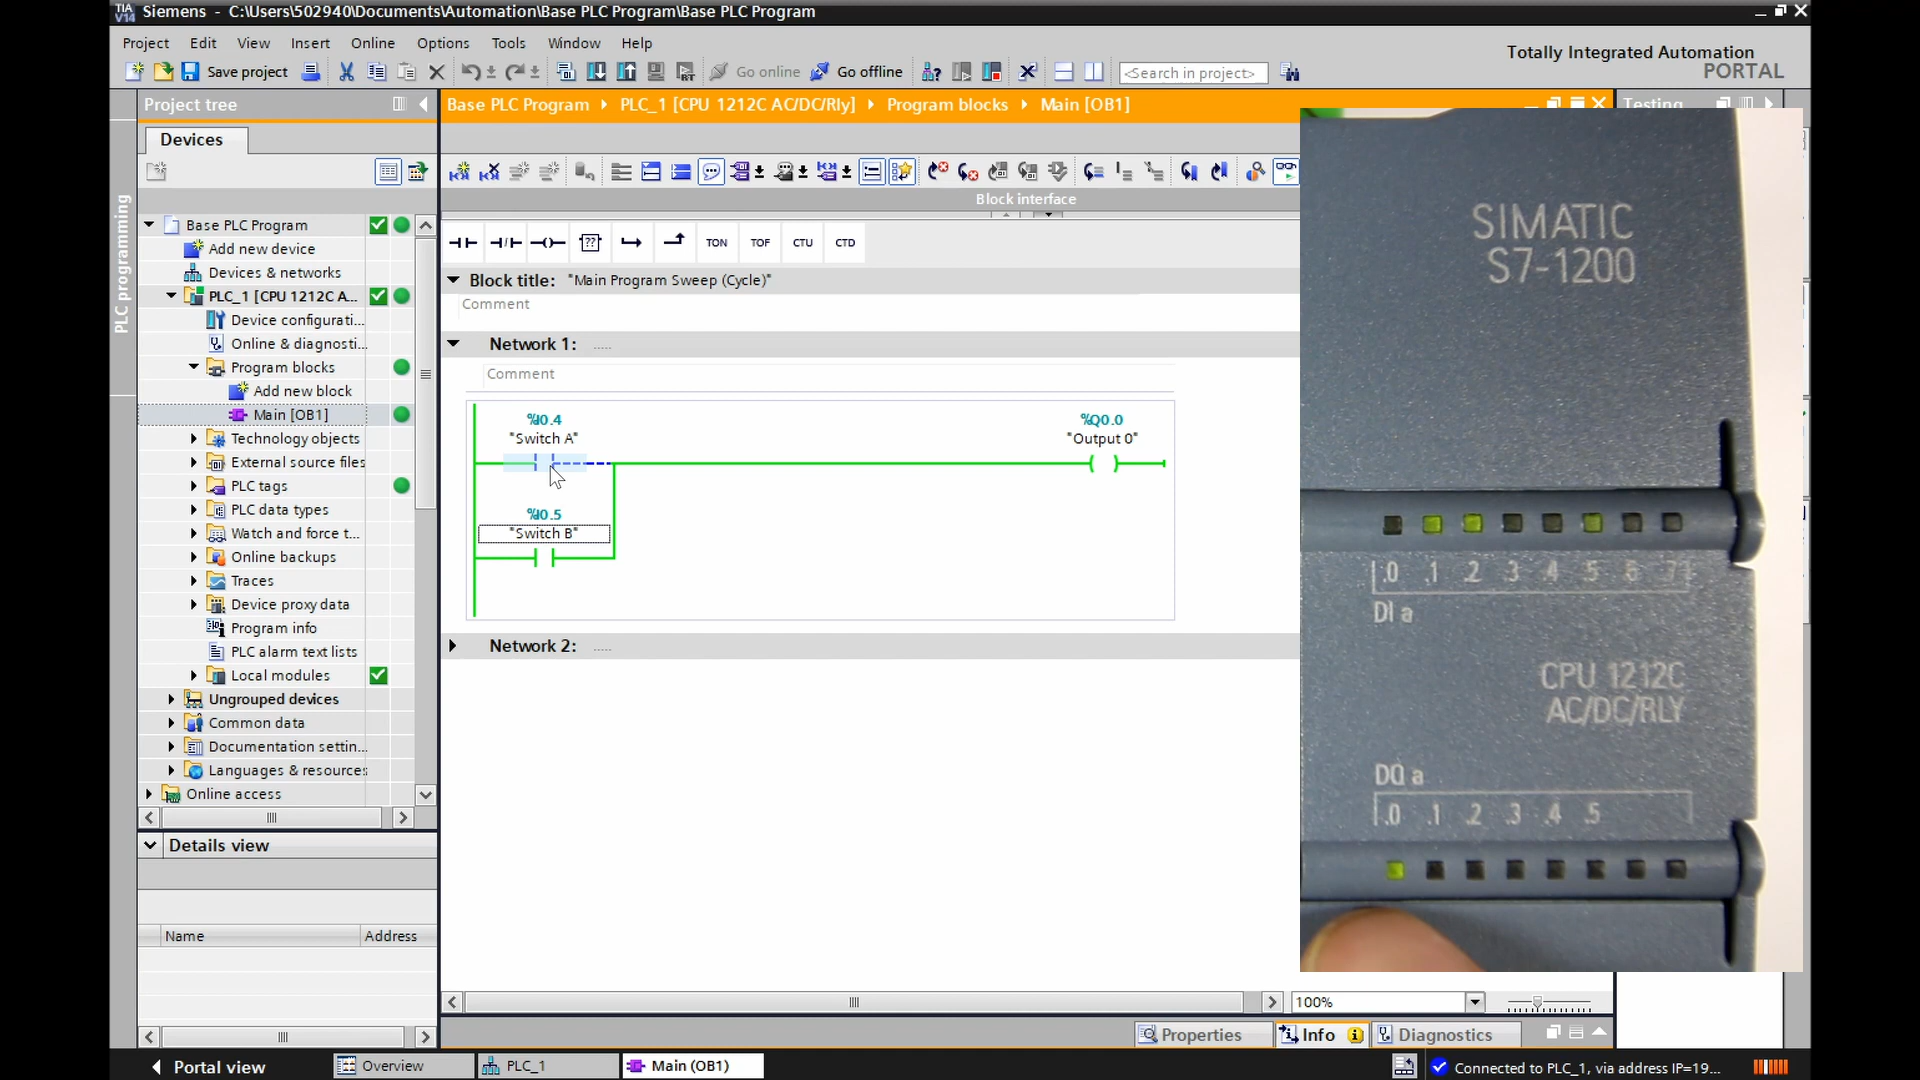 TIA
V14
Siemens - C:\Users\502940\Documents\Automation\Base PLC Program\Base PLC Program
Project Edit View Insert Online Options Tools Window Help
Totally Integrated Automation
PORTAL
Save project
Go online
Go offline
<Search in project>
Project tree
Base PLC Program PLC_1 [CPU 1212C AC/DC/Rly] Program blocks Main [OB1]
Testing
Devices
PLC programming
Base PLC Program
Add new device
Devices & networks
PLC_1 [CPU 1212C A...
Device configurati...
Online & diagnosti...
Program blocks
Add new block
Main [OB1]
Technology objects
External source files
PLC tags
PLC data types
Watch and force t...
Online backups
Traces
Device proxy data
Program info
PLC alarm text lists
Local modules
Ungrouped devices
Common data
Documentation settin...
Languages & resources
Online access
Details view
Name Address
Block interface
?? TON TOF CTU CTD
Block title: "Main Program Sweep (Cycle)"
Comment
Network 1: .....
Comment
%I0.4
"Switch A"
%Q0.0
"Output 0"
%I0.5
"Switch B"
Network 2: .....
SIMATIC
S7-1200
.0 .1 .2 .3 .4 .5 .6 .7
DI a
CPU 1212C
AC/DC/RLY
DQ a
.0 .1 .2 .3 .4 .5
100%
Properties Info Diagnostics
Portal view Overview PLC_1 Main (OB1)
Connected to PLC_1, via address IP=19...